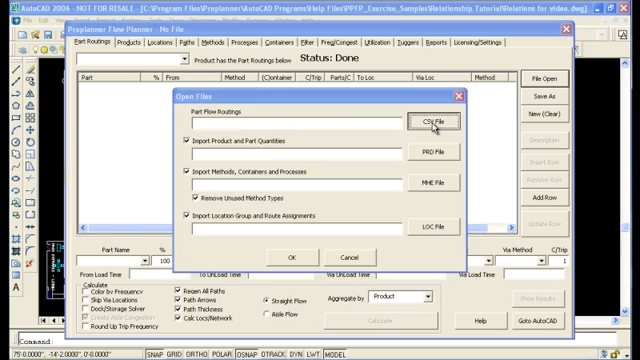 AutoCAD 2006 - NOT FOR RESALE - [C:\Program Files\AutoCAD Programs\Help Files\PFP_Exercise_Samples\Relationship Tutorial\Relations for video.dwg]
Proplanner Flow Planner - No File
Part Routings Products Locations Paths Methods Processes Containers Filter Freq/Congest Utilization Tuggers Reports Licensing/Settings
Product has the Part Routings below Status: Done
Part % From Method (C)ontainer C/Trip Parts/C To Loc Via Loc Method
File Open
Save As
New (Clear)
Description
Insert Row
Remove Row
Add Row
Update Row
Open Files
Part Flow Routings
CSV File
Import Product and Part Quantities
PRD File
Import Methods, Containers and Processes
MHE File
Remove Unused Method Types
Import Location Group and Route Assignments
LOC File
OK Cancel
Part Name % Via Method C/Trip
100 1
From Load Time To UnLoad Time Via UnLoad Time Via Load Time
Calculate
Color by Frequency
Skip Via Locations
Dock/Storage Solver
Create Aisle Congestion
Round Up Trip Frequency
Regen All Paths
Path Arrows
Path Thickness
Calc Locs/Network
Straight Flow
Aisle Flow
Aggregate by Product
Calculate
Show Results
Help Goto AutoCAD
Command:
75'-0", -14'-2", 0'-0" SNAP GRID ORTHO POLAR OSNAP OTRACK DYN LWT MODEL